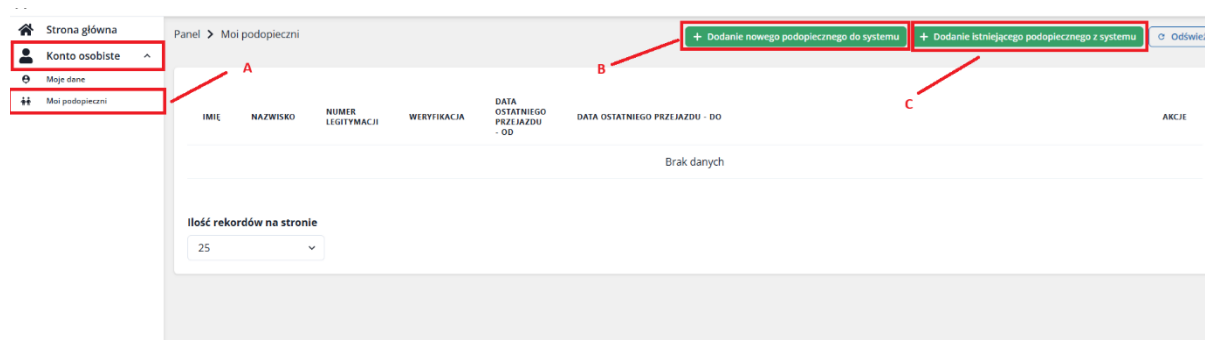 Strona główna
Konto osobiste
Moje dane
Moi podopieczni
Panel > Moi podopieczni
+ Dodanie nowego podopiecznego do systemu
+ Dodanie istniejącego podopiecznego z systemu
Odśwież
A
B
C
IMIĘ
NAZWISKO
NUMER
LEGITYMACJI
WERYFIKACJA
DATA
OSTATNIEGO
PRZEJAZDU
- OD
DATA OSTATNIEGO PRZEJAZDU - DO
AKCJE
Brak danych
Ilość rekordów na stronie
25